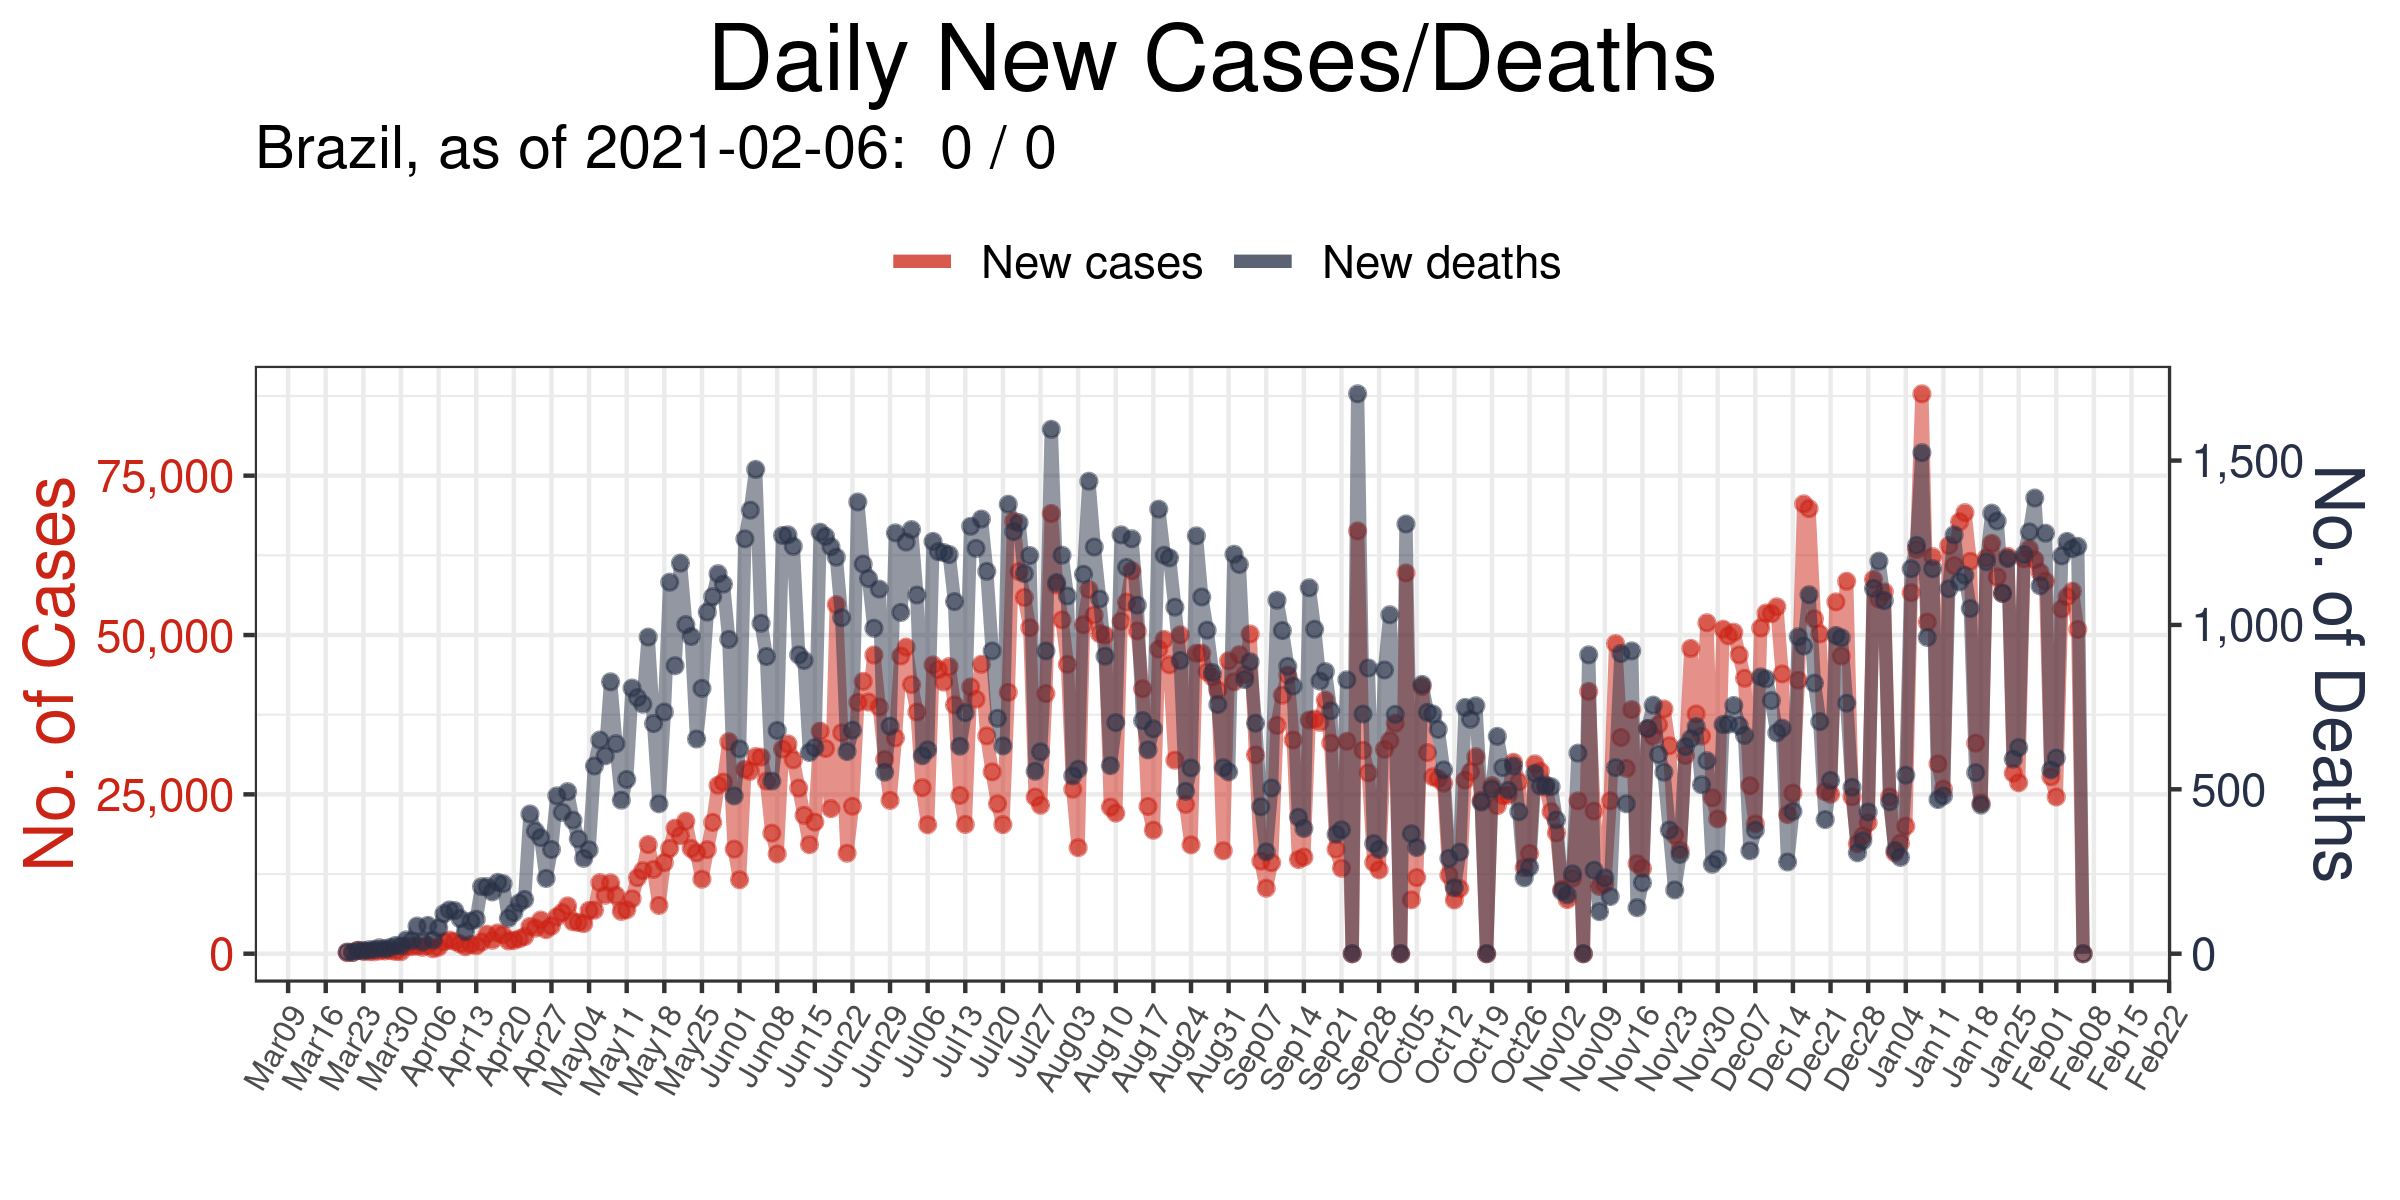 Daily New Cases/Deaths
Brazil, as of 2021-02-06:  0 / 0
New cases
New deaths
No. of Cases
75,000
50,000
25,000
0
1,500
1,000
500
0
No. of Deaths
Mar09
Mar16
Mar23
Mar30
Apr06
Apr13
Apr20
Apr27
May04
May11
May18
May25
Jun01
Jun08
Jun15
Jun22
Jun29
Jul06
Jul13
Jul20
Jul27
Aug03
Aug10
Aug17
Aug24
Aug31
Sep07
Sep14
Sep21
Sep28
Oct05
Oct12
Oct19
Oct26
Nov02
Nov09
Nov16
Nov23
Nov30
Dec07
Dec14
Dec21
Dec28
Jan04
Jan11
Jan18
Jan25
Feb01
Feb08
Feb15
Feb22